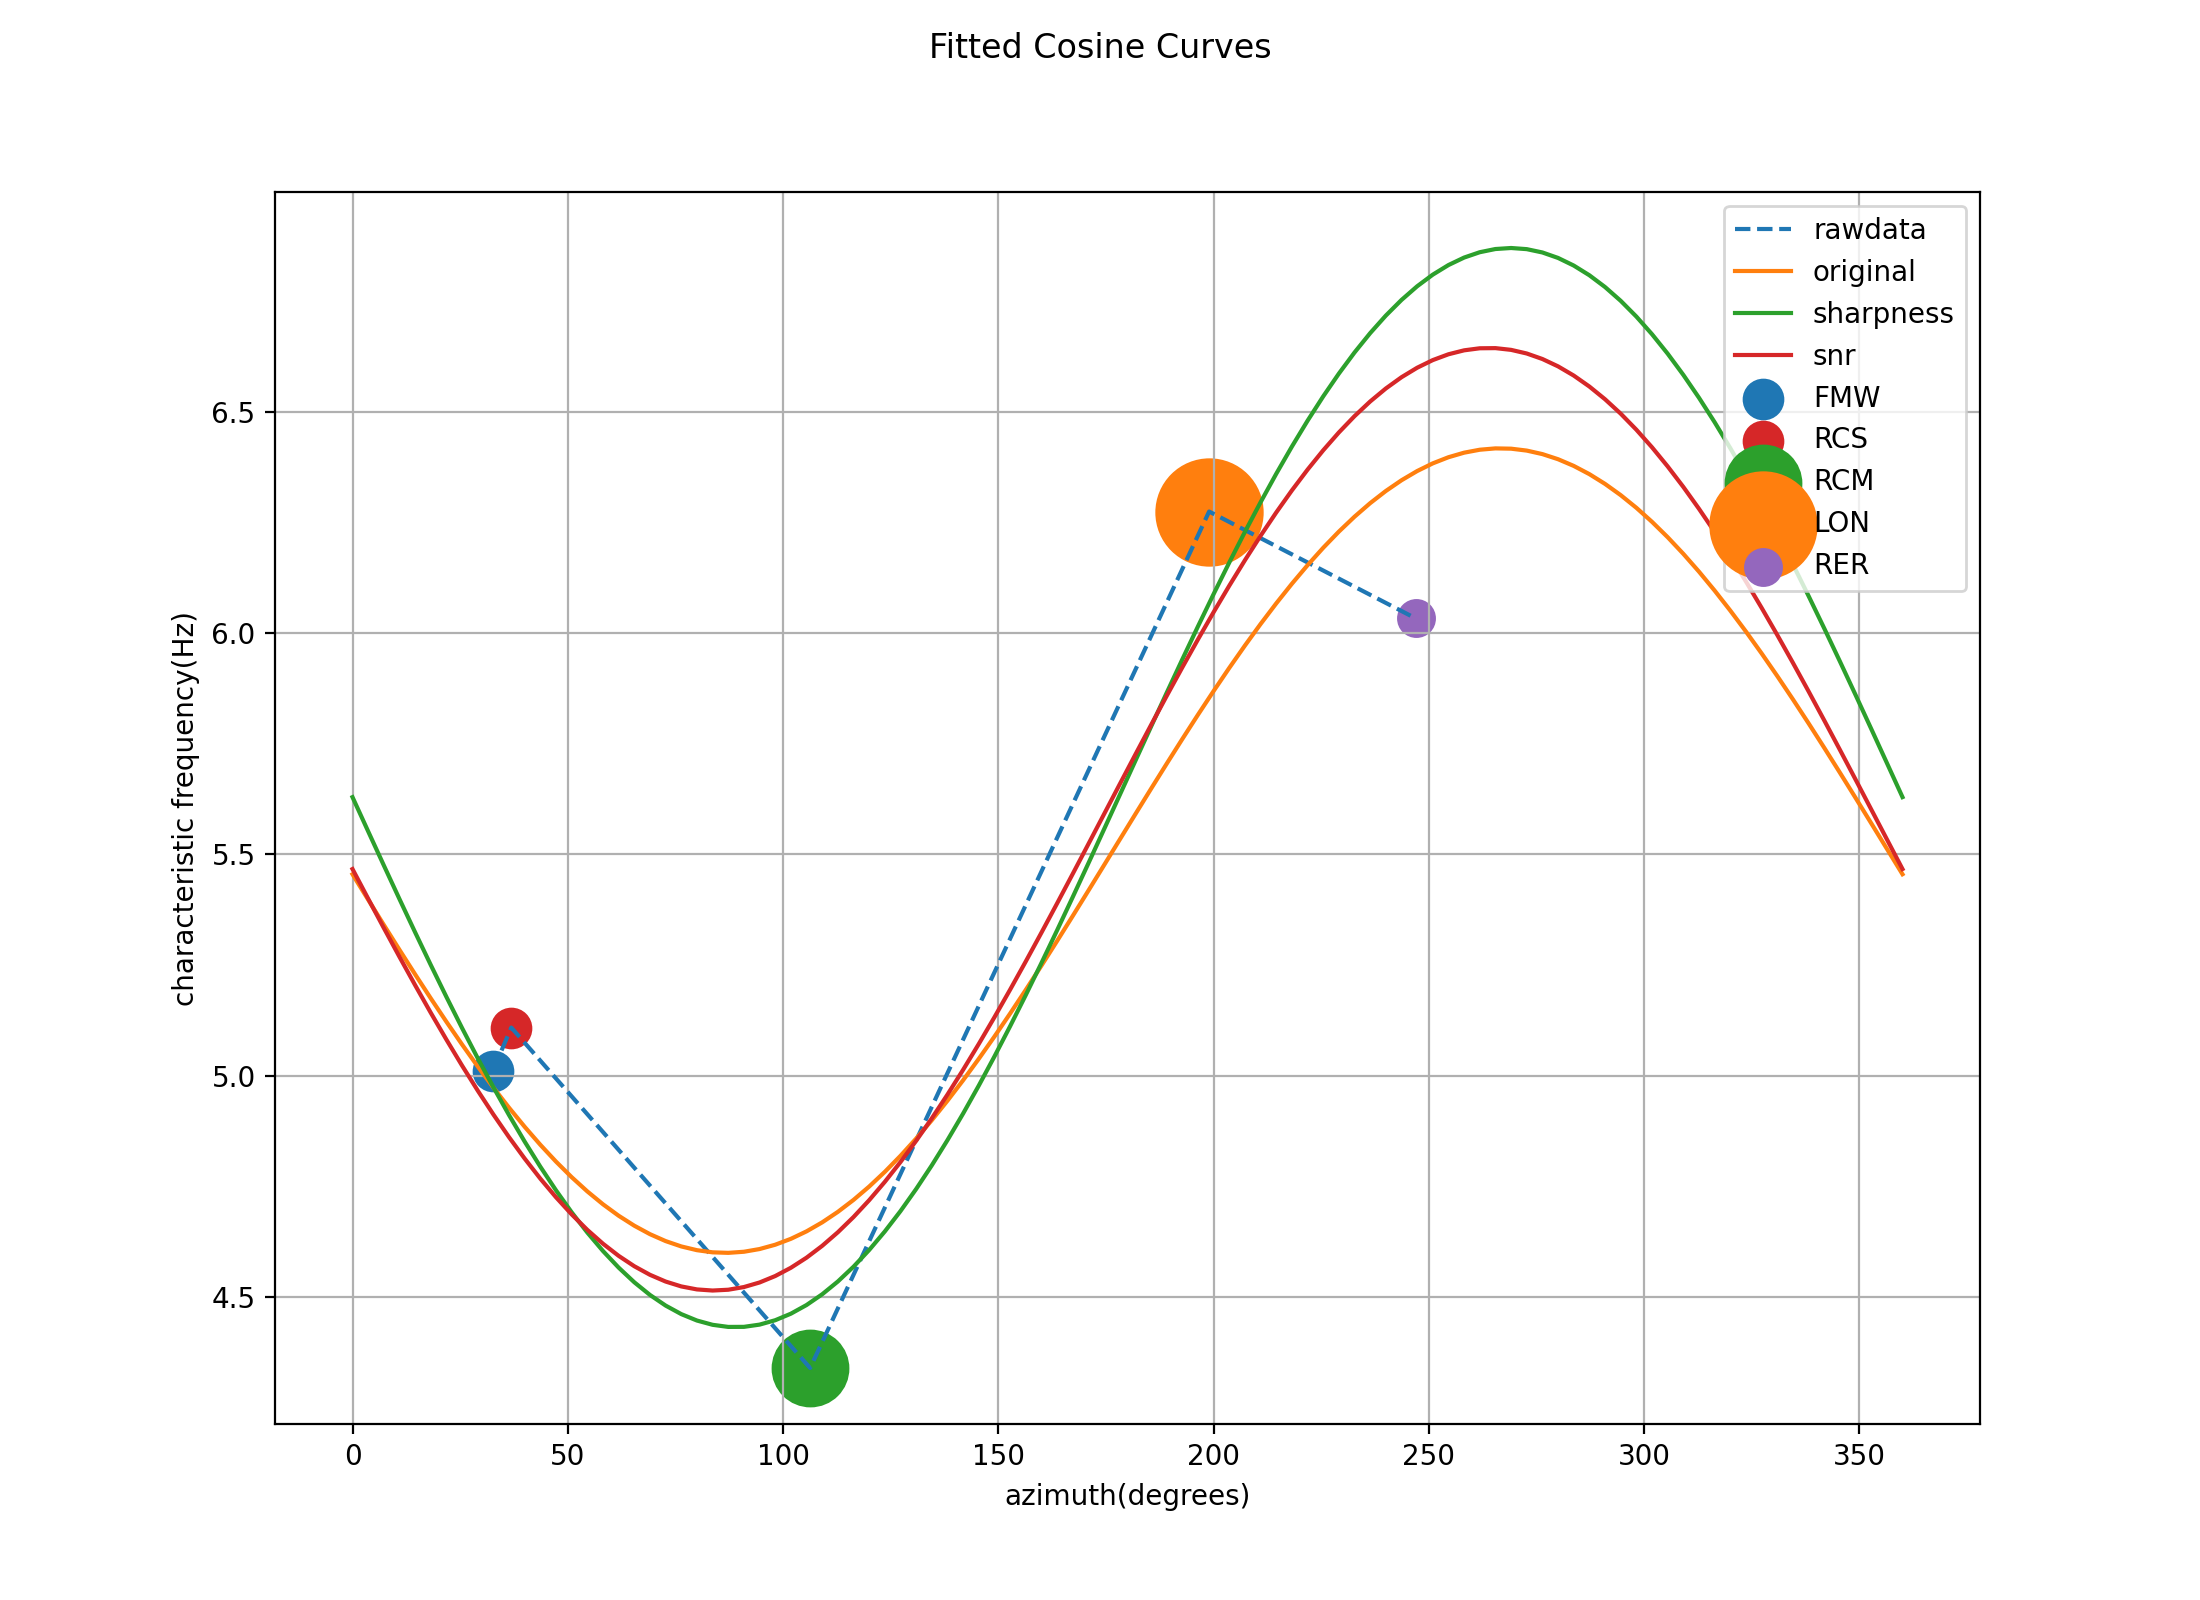 Fitted Cosine Curves
rawdata
original
sharpness
snr
FMW
RCS
RCM
LON
RER
characteristic frequency(Hz)
6.5
6.0
5.5
5.0
4.5
0 50 100 150 200 250 300 350
azimuth(degrees)